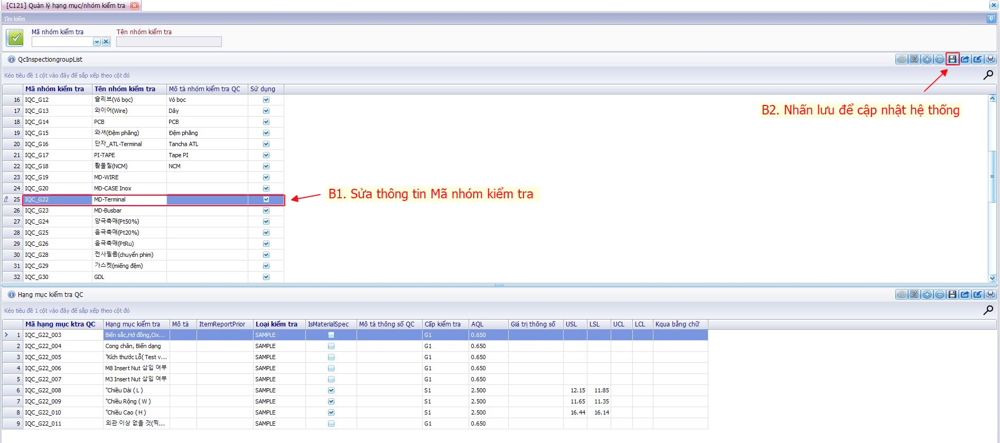 [C121] Quản lý hạng mục/nhóm kiểm tra
Tìm kiếm
Mã nhóm kiểm tra Tên nhóm kiểm tra
QcInspectiongroupList
Kéo tiêu đề 1 cột vào đây để sắp xếp theo cột đó
Mã nhóm kiểm tra Tên nhóm kiểm tra Mô tả nhóm kiểm tra QC Sử dụng
16 IQC_G12 슬리브(Vỏ bọc) Vỏ bọc
17 IQC_G13 와이어(Wire) Dây
18 IQC_G14 PCB PCB
19 IQC_G15 와셔(Đệm phẳng) Đệm phẳng
20 IQC_G16 단자_ATL-Terminal Tancha ATL
21 IQC_G17 PI-TAPE Tape PI
22 IQC_G18 활물질(NCM) NCM
23 IQC_G19 MD-WIRE
24 IQC_G20 MD-CASE Inox
25 IQC_G22 MD-Terminal
26 IQC_G23 MD-Busbar
27 IQC_G24 양극촉매(Pt50%)
28 IQC_G25 음극촉매(Pt20%)
29 IQC_G26 음극촉매(PtRu)
30 IQC_G28 전사필름(chuyển phim)
31 IQC_G29 가스켓(miếng đệm)
32 IQC_G30 GDL
B2. Nhấn lưu để cập nhật hệ thống
B1. Sửa thông tin Mã nhóm kiểm tra
Hạng mục kiểm tra QC
Kéo tiêu đề 1 cột vào đây để sắp xếp theo cột đó
Mã hạng mục ktra QC Hạng mục kiểm tra Mô tả ItemReportPrior Loại kiểm tra IsMaterialSpec Mô tả thông số QC Cấp kiểm tra AQL Giá trị thông số USL LSL UCL LCL Kqua bằng chữ
1 IQC_G22_003 Biến sắc,Hở đồng,Ox... SAMPLE G1 0.650
2 IQC_G22_004 Cong chân, Biến dạng SAMPLE G1 0.650
3 IQC_G22_005 "Kích thước Lỗ( Test v... SAMPLE G1 0.650
4 IQC_G22_006 M8 Insert Nut 삽입 여부 SAMPLE G1 0.650
5 IQC_G22_007 M3 Insert Nut 삽입 여부 SAMPLE G1 0.650
6 IQC_G22_008 "Chiều Dài ( L ) SAMPLE S1 2.500 12.15 11.85
7 IQC_G22_009 "Chiều Rộng ( W ) SAMPLE S1 2.500 11.65 11.35
8 IQC_G22_010 "Chiều Cao ( H ) SAMPLE S1 2.500 16.44 16.14
9 IQC_G22_011 외관 이상 없을 것(찍... SAMPLE G1 0.650